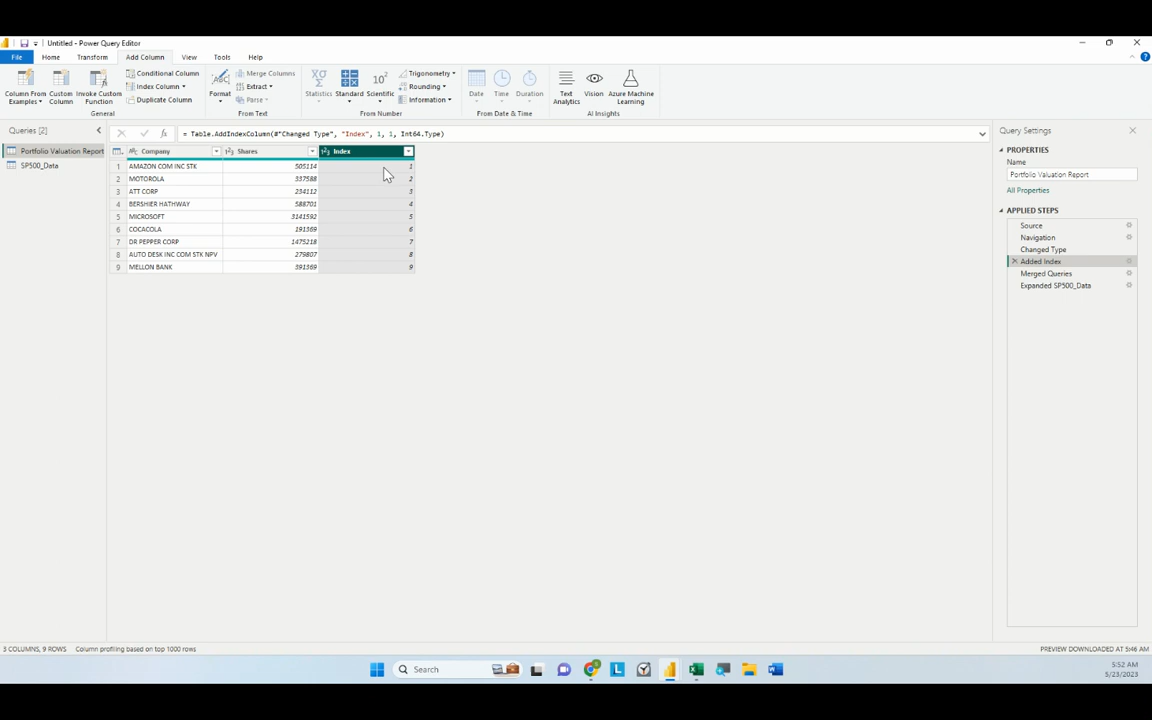 Untitled - Power Query Editor
File Home Transform Add Column View Tools Help
Column From Examples
Custom Column
Invoke Custom Function
Conditional Column
Index Column
Duplicate Column
General
Format
ABC
Merge Columns
Extract
Parse
From Text
Statistics
Standard
Scientific
10²
Trigonometry
Rounding
Information
From Number
Date
Time
Duration
From Date & Time
Text Analytics
Vision
Azure Machine Learning
AI Insights
Queries [2]
Portfolio Valuation Report
SP500_Data
fx = Table.AddIndexColumn(#"Changed Type", "Index", 1, 1, Int64.Type)
Company Shares Index
1 AMAZON COM INC STK 505114 1
2 MOTOROLA 337588 2
3 ATT CORP 234112 3
4 BERSHIER HATHWAY 588701 4
5 MICROSOFT 3141592 5
6 COCACOLA 191369 6
7 DR PEPPER CORP 1475218 7
8 AUTO DESK INC COM STK NPV 279807 8
9 MELLON BANK 391369 9
Query Settings
PROPERTIES
Name
Portfolio Valuation Report
All Properties
APPLIED STEPS
Source
Navigation
Changed Type
Added Index
Merged Queries
Expanded SP500_Data
3 COLUMNS, 9 ROWS Column profiling based on top 1000 rows
PREVIEW DOWNLOADED AT 5:46 AM
Search
5:52 AM
5/23/2023